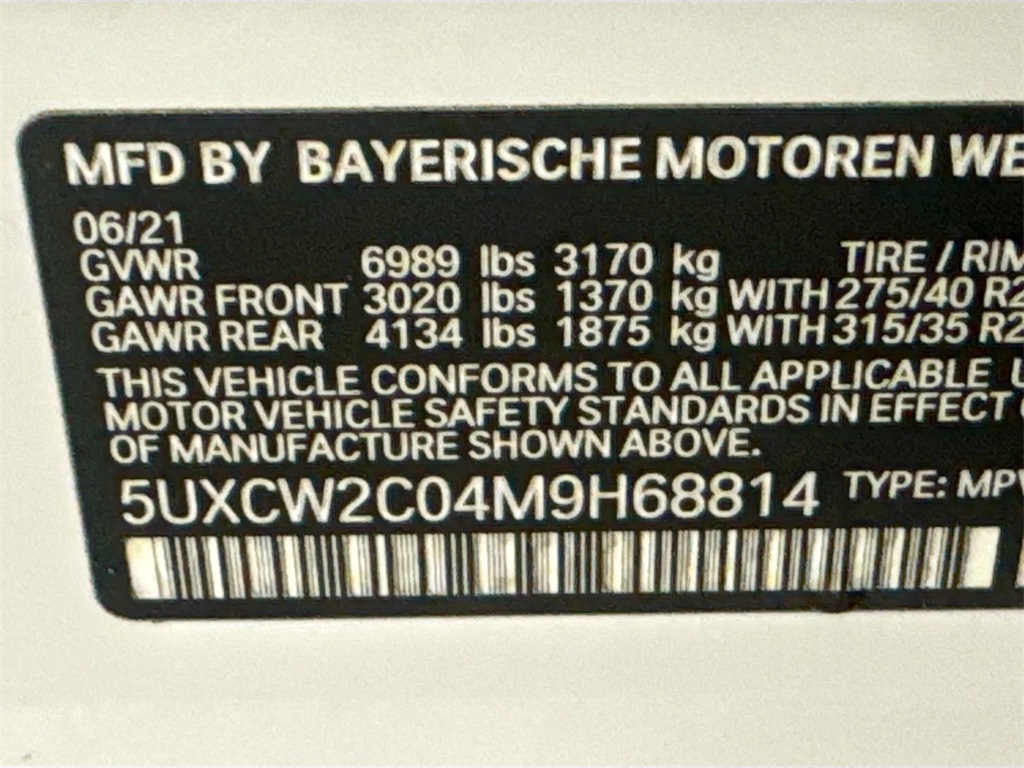 MFD BY BAYERISCHE MOTOREN WE
06/21
GVWR 6989 lbs 3170 kg TIRE / RIM
GAWR FRONT 3020 lbs 1370 kg WITH 275/40 R2
GAWR REAR 4134 lbs 1875 kg WITH 315/35 R2
THIS VEHICLE CONFORMS TO ALL APPLICABLE U
MOTOR VEHICLE SAFETY STANDARDS IN EFFECT
OF MANUFACTURE SHOWN ABOVE.
5UXCW2C04M9H68814 TYPE: MPV